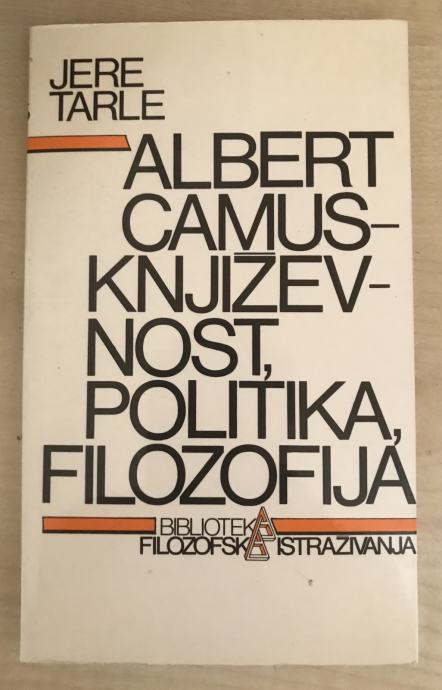 JERE
TARLE
ALBERT
CAMUS-
KNJIŽEV-
NOST,
POLITIKA,
FILOZOFIJA
BIBLIOTEKA
FILOZOFSKA ISTRAŽIVANJA